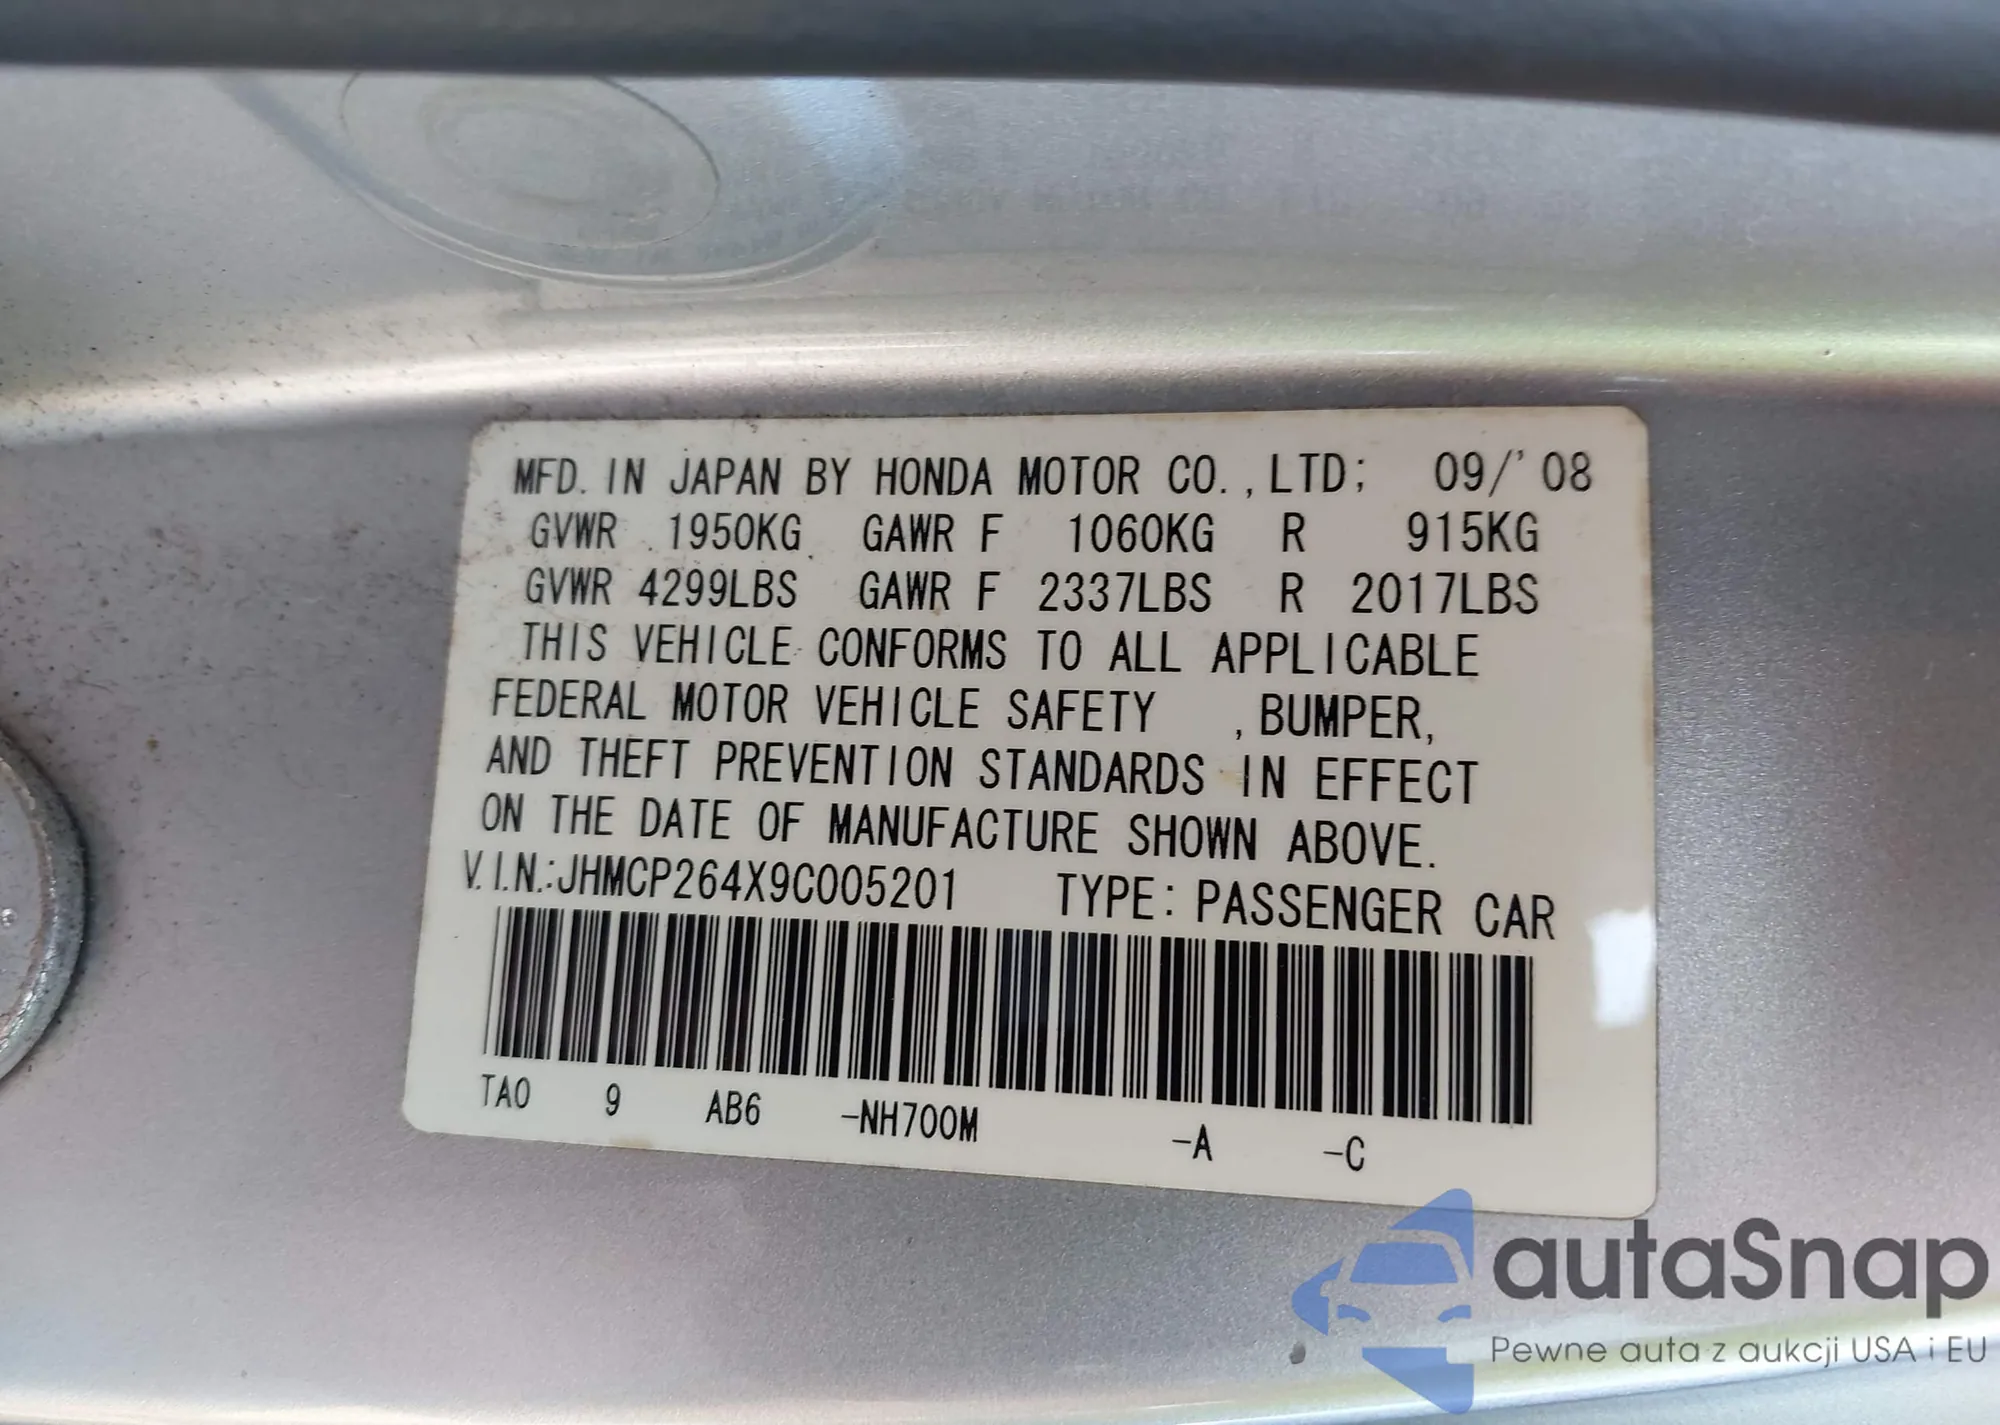 MFD. IN JAPAN BY HONDA MOTOR CO., LTD; 09/'08
GVWR 1950KG GAWR F 1060KG R 915KG
GVWR 4299LBS GAWR F 2337LBS R 2017LBS
THIS VEHICLE CONFORMS TO ALL APPLICABLE
FEDERAL MOTOR VEHICLE SAFETY , BUMPER,
AND THEFT PREVENTION STANDARDS IN EFFECT
ON THE DATE OF MANUFACTURE SHOWN ABOVE.
V.I.N.:JHMCP264X9C005201 TYPE: PASSENGER CAR
TA0 9 AB6 -NH700M -A -C
autaSnap
Pewne auta z aukcji USA i EU